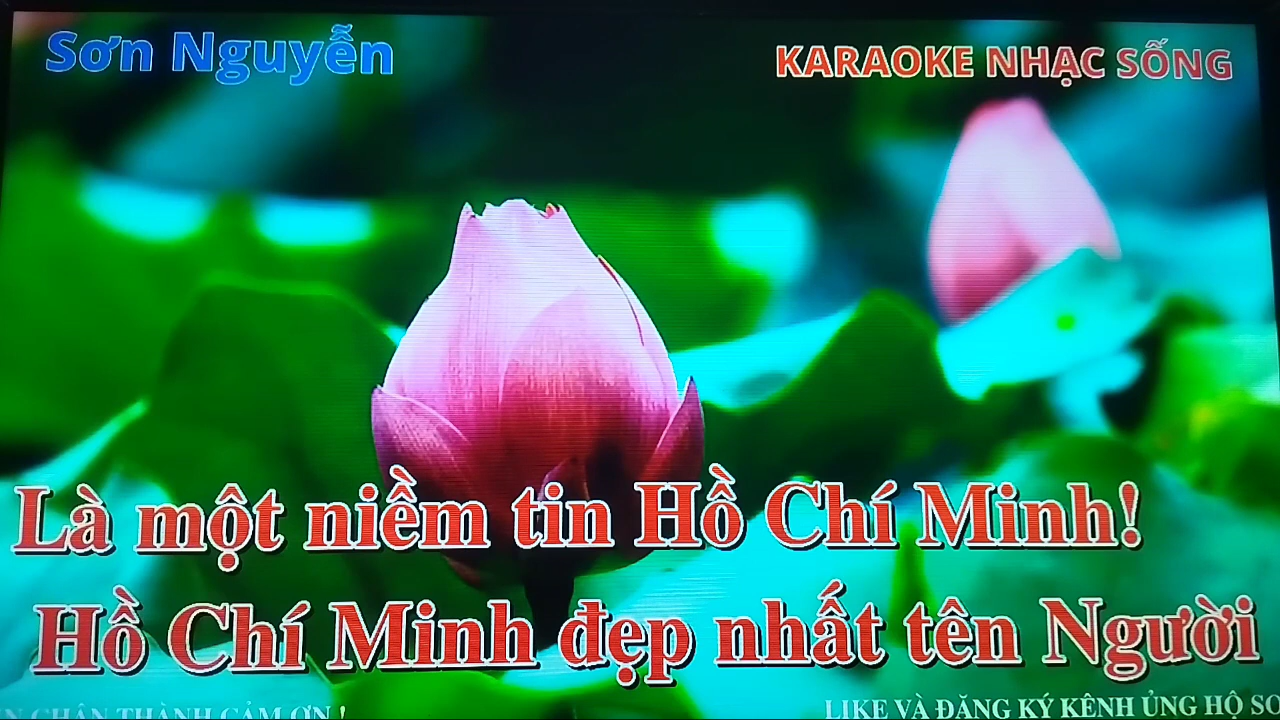 Sơn Nguyễn
KARAOKE NHẠC SỐNG
Là một niềm tin Hồ Chí Minh!
Hồ Chí Minh đẹp nhất tên Người
CHÂN THÀNH CẢM ƠN !
LIKE VÀ ĐĂNG KÝ KÊNH ỦNG HỘ